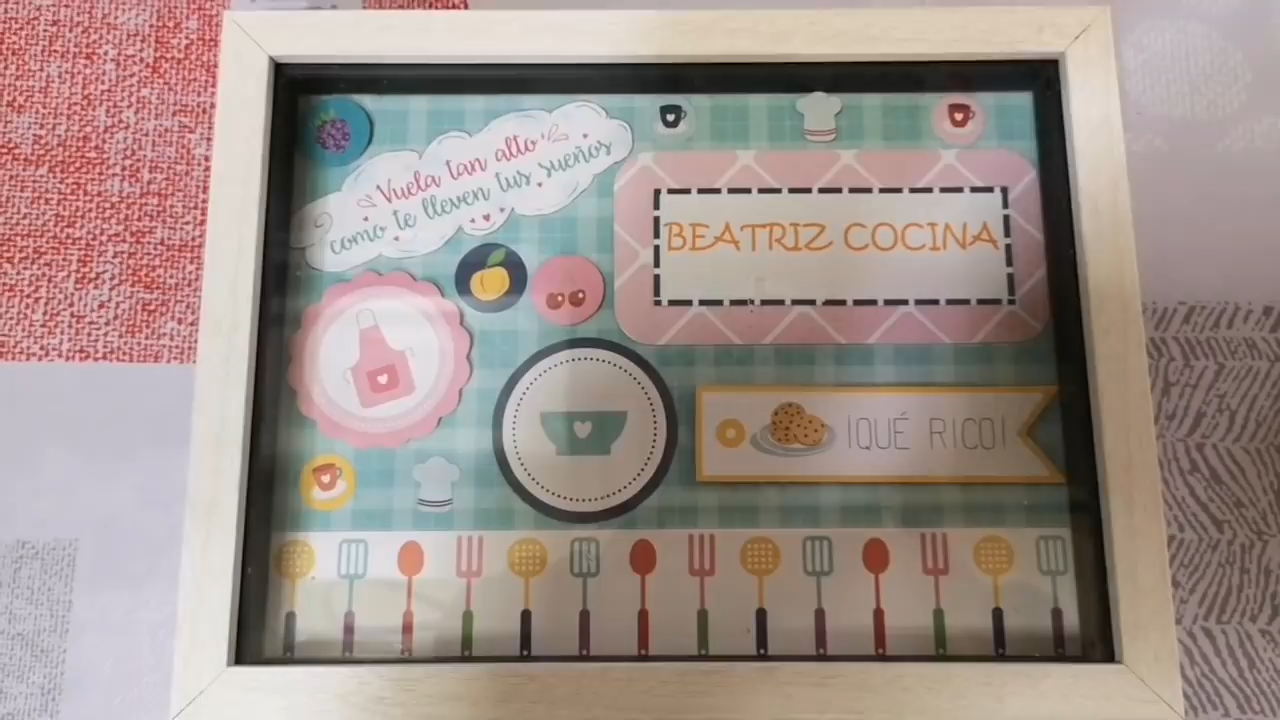 Vuela tan alto
como te lleven tus sueños
BEATRIZ COCINA
¡QUÉ RICO!